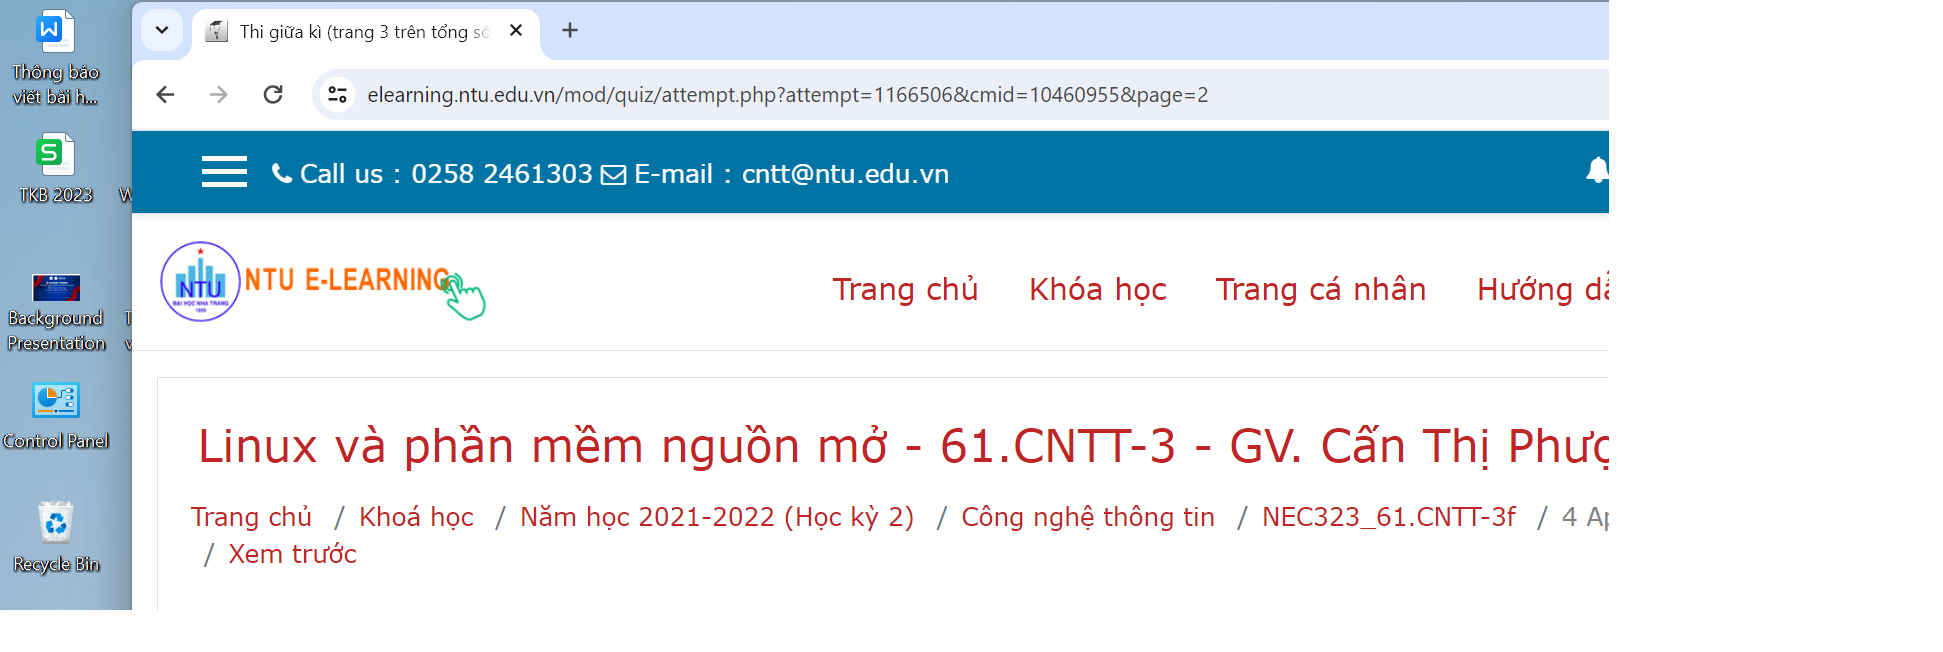 Thông báo
viết bài h...
TKB 2023
Background
Presentation
Control Panel
Recycle Bin
Thi giữa kì (trang 3 trên tổng số
elearning.ntu.edu.vn/mod/quiz/attempt.php?attempt=1166506&cmid=10460955&page=2
Call us : 0258 2461303 E-mail : cntt@ntu.edu.vn
NTU
ĐẠI HỌC NHA TRANG
1959
NTU E-LEARNING
Trang chủ Khóa học Trang cá nhân Hướng dẫ
Linux và phần mềm nguồn mở - 61.CNTT-3 - GV. Cấn Thị Phượ
Trang chủ / Khoá học / Năm học 2021-2022 (Học kỳ 2) / Công nghệ thông tin / NEC323_61.CNTT-3f / 4 Ap
/ Xem trước